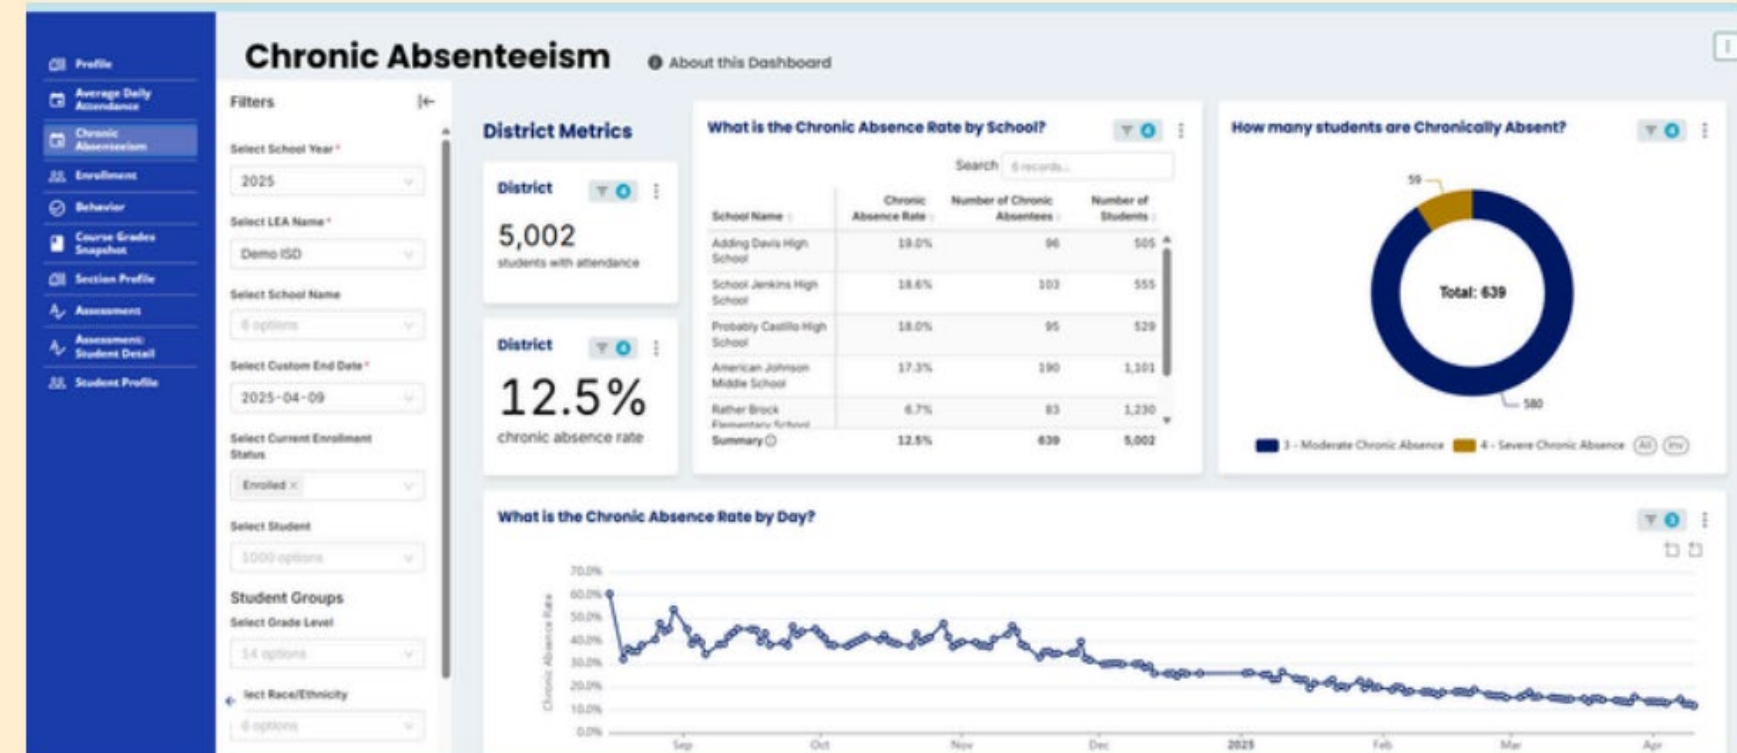 Profile
Average Daily
Attendance
Chronic
Absenteeism
Enrollment
Behavior
Course Grades
Snapshot
Section Profile
Assessment
Assessment:
Student Detail
Student Profile
Chronic Absenteeism
About this Dashboard
Filters
Select School Year*
2025
Select LEA Name*
Demo ISD
Select School Name
6 options
Select Custom End Date*
2025-04-09
Select Current Enrollment
Status
Enrolled ×
Select Student
1000 options
Student Groups
Select Grade Level
14 options
lect Race/Ethnicity
6 options
District Metrics
District 4
5,002
students with attendance
District 4
12.5%
chronic absence rate
What is the Chronic Absence Rate by School? 4
Search 6 records...
School Name
Chronic
Absence Rate
Number of Chronic
Absentees
Number of
Students
Adding Davis High
School
19.0% 96 505
School Jenkins High
School
18.6% 103 555
Probably Castillo High
School
18.0% 95 529
American Johnson
Middle School
17.3% 190 1,101
Rather Brock
Elementary School
6.7% 83 1,230
Summary 12.5% 639 5,002
How many students are Chronically Absent? 4
59
Total: 639
580
3 - Moderate Chronic Absence 4 - Severe Chronic Absence All Inv
What is the Chronic Absence Rate by Day? 3
Chronic Absence Rate
70.0%
60.0%
50.0%
40.0%
30.0%
20.0%
10.0%
0.0%
Sep Oct Nov Dec 2025 Feb Mar Apr